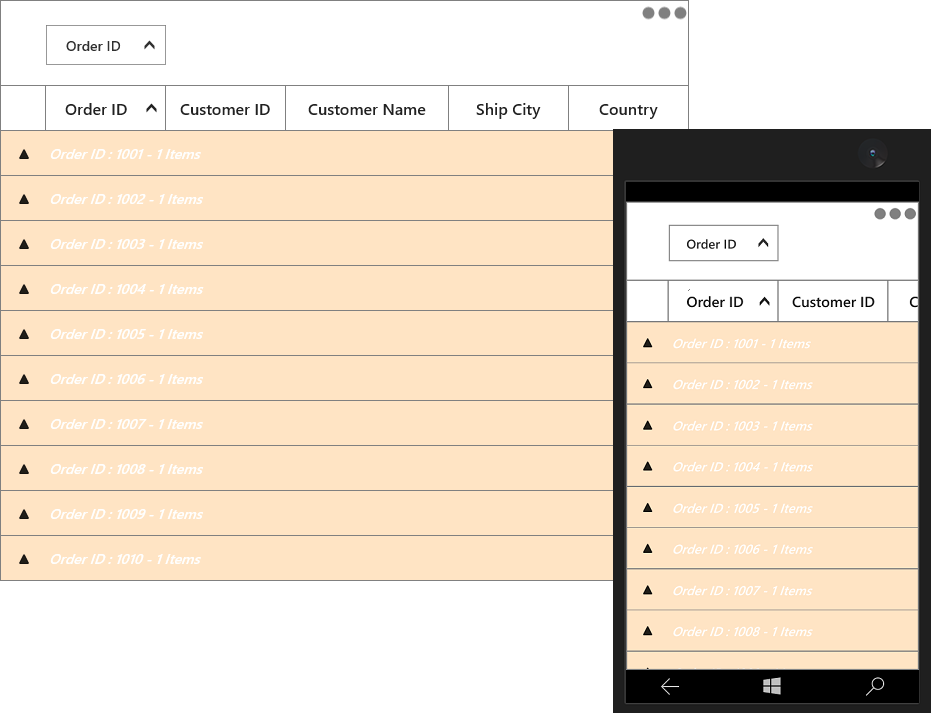 Order ID
Order ID Customer ID Customer Name Ship City Country
Order ID : 1001 - 1 Items
Order ID : 1002 - 1 Items
Order ID : 1003 - 1 Items
Order ID : 1004 - 1 Items
Order ID : 1005 - 1 Items
Order ID : 1006 - 1 Items
Order ID : 1007 - 1 Items
Order ID : 1008 - 1 Items
Order ID : 1009 - 1 Items
Order ID : 1010 - 1 Items
Order ID
Order ID Customer ID C
Order ID : 1001 - 1 Items
Order ID : 1002 - 1 Items
Order ID : 1003 - 1 Items
Order ID : 1004 - 1 Items
Order ID : 1005 - 1 Items
Order ID : 1006 - 1 Items
Order ID : 1007 - 1 Items
Order ID : 1008 - 1 Items